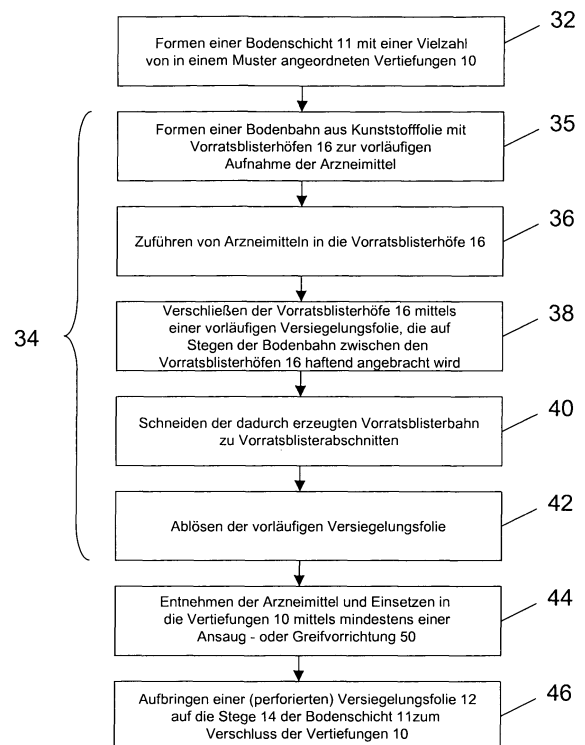 32
Formen einer Bodenschicht 11 mit einer Vielzahl
von in einem Muster angeordneten Vertiefungen 10
35
Formen einer Bodenbahn aus Kunststofffolie mit
Vorratsblisterhöfen 16 zur vorläufigen
Aufnahme der Arzneimittel
36
Zuführen von Arzneimitteln in die Vorratsblisterhöfe 16
34
38
Verschließen der Vorratsblisterhöfe 16 mittels
einer vorläufigen Versiegelungsfolie, die auf
Stegen der Bodenbahn zwischen den
Vorratsblisterhöfen 16 haftend angebracht wird
40
Schneiden der dadurch erzeugten Vorratsblisterbahn
zu Vorratsblisterabschnitten
42
Ablösen der vorläufigen Versiegelungsfolie
44
Entnehmen der Arzneimittel und Einsetzen in
die Vertiefungen 10 mittels mindestens einer
Ansaug - oder Greifvorrichtung 50
46
Aufbringen einer (perforierten) Versiegelungsfolie 12
auf die Stege 14 der Bodenschicht 11zum
Verschluss der Vertiefungen 10